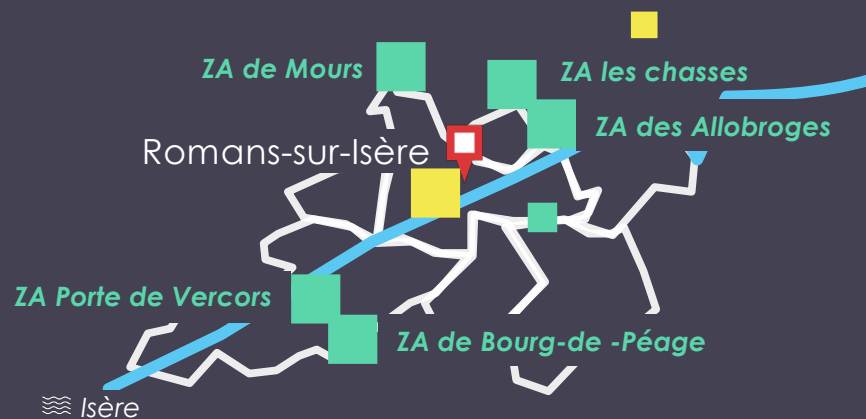 ZA de Mours
ZA les chasses
ZA des Allobroges
Romans-sur-Isère
ZA Porte de Vercors
ZA de Bourg-de -Péage
Isère